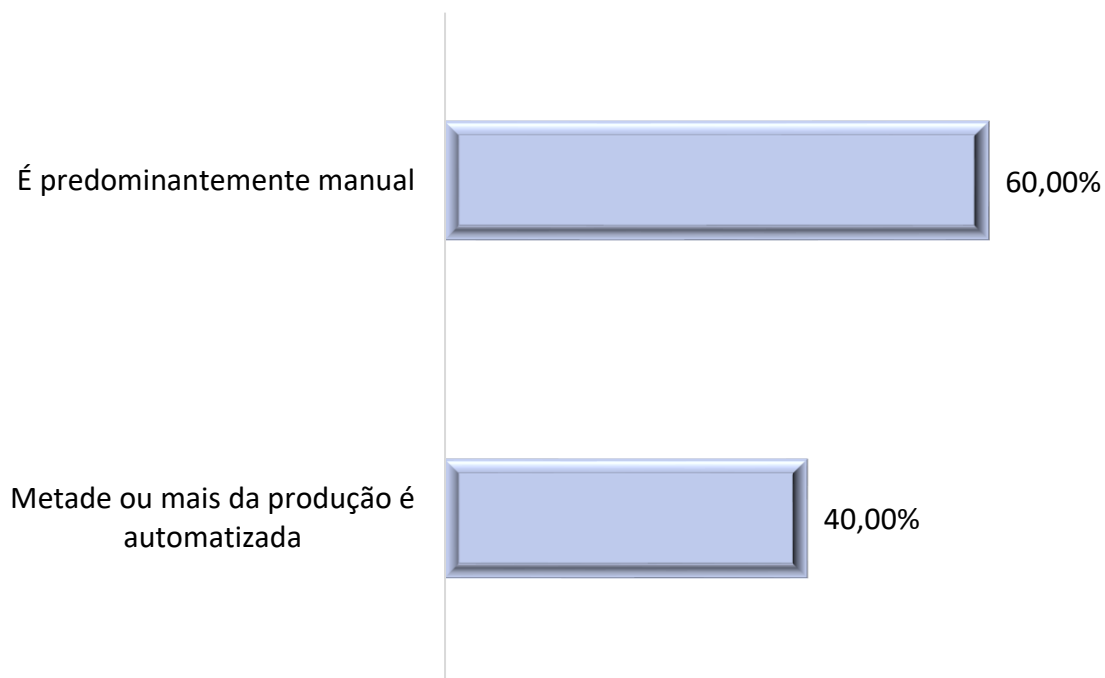 É predominantemente manual
60,00%
Metade ou mais da produção é
automatizada
40,00%